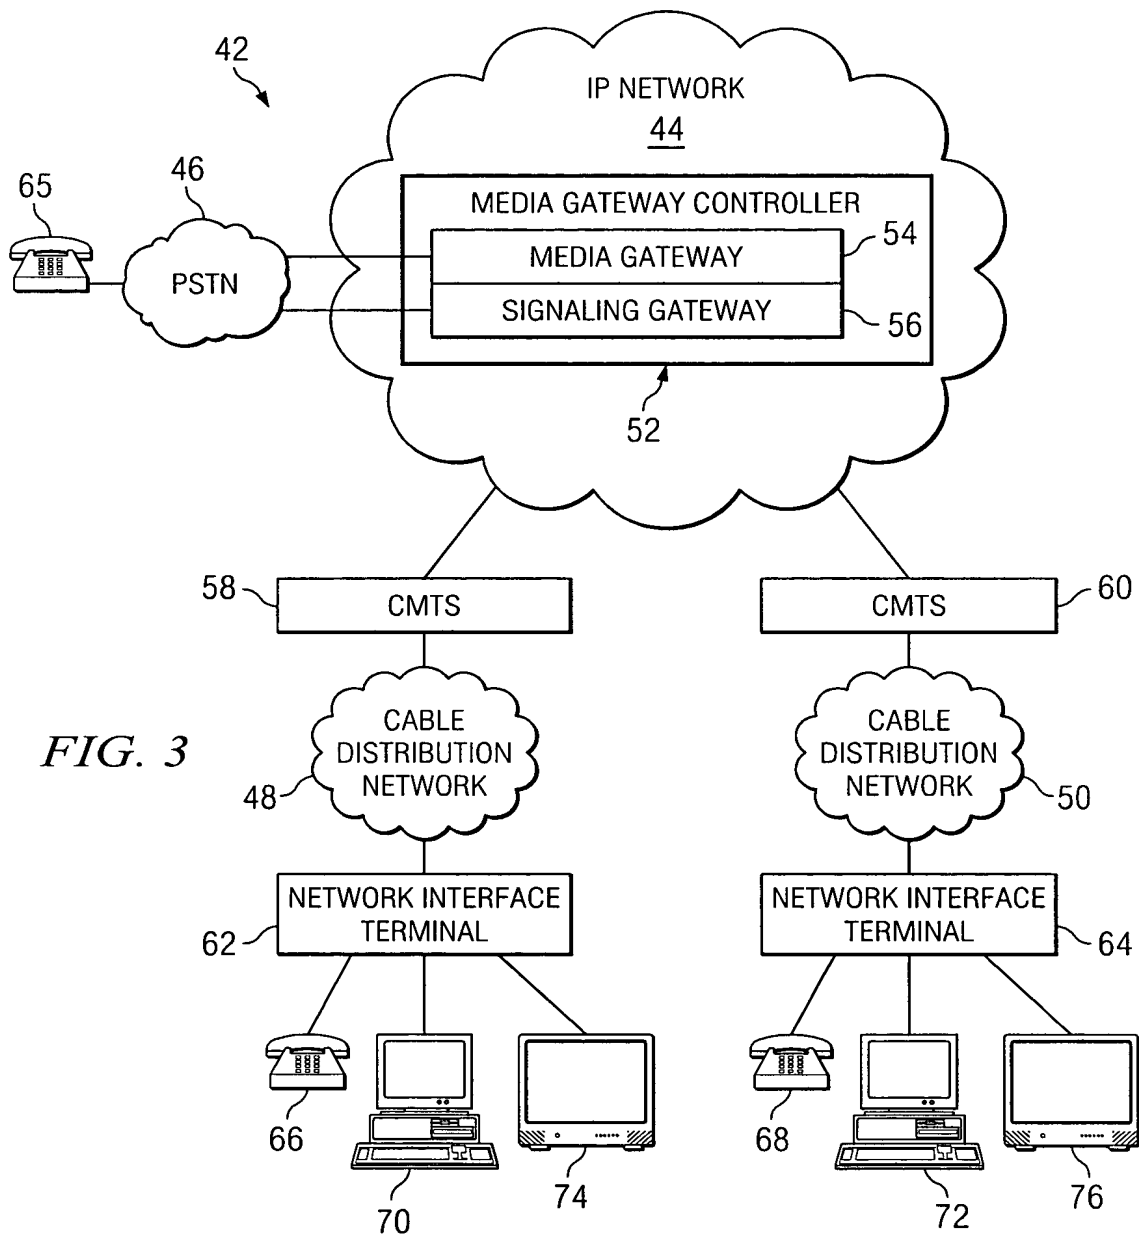 42
IP NETWORK
44
65
46
MEDIA GATEWAY CONTROLLER
54
MEDIA GATEWAY
PSTN
SIGNALING GATEWAY
56
52
58
CMTS
CMTS
60
FIG. 3
CABLE
DISTRIBUTION
NETWORK
48
CABLE
DISTRIBUTION
NETWORK
50
NETWORK INTERFACE
TERMINAL
62
NETWORK INTERFACE
TERMINAL
64
66
70
74
68
72
76